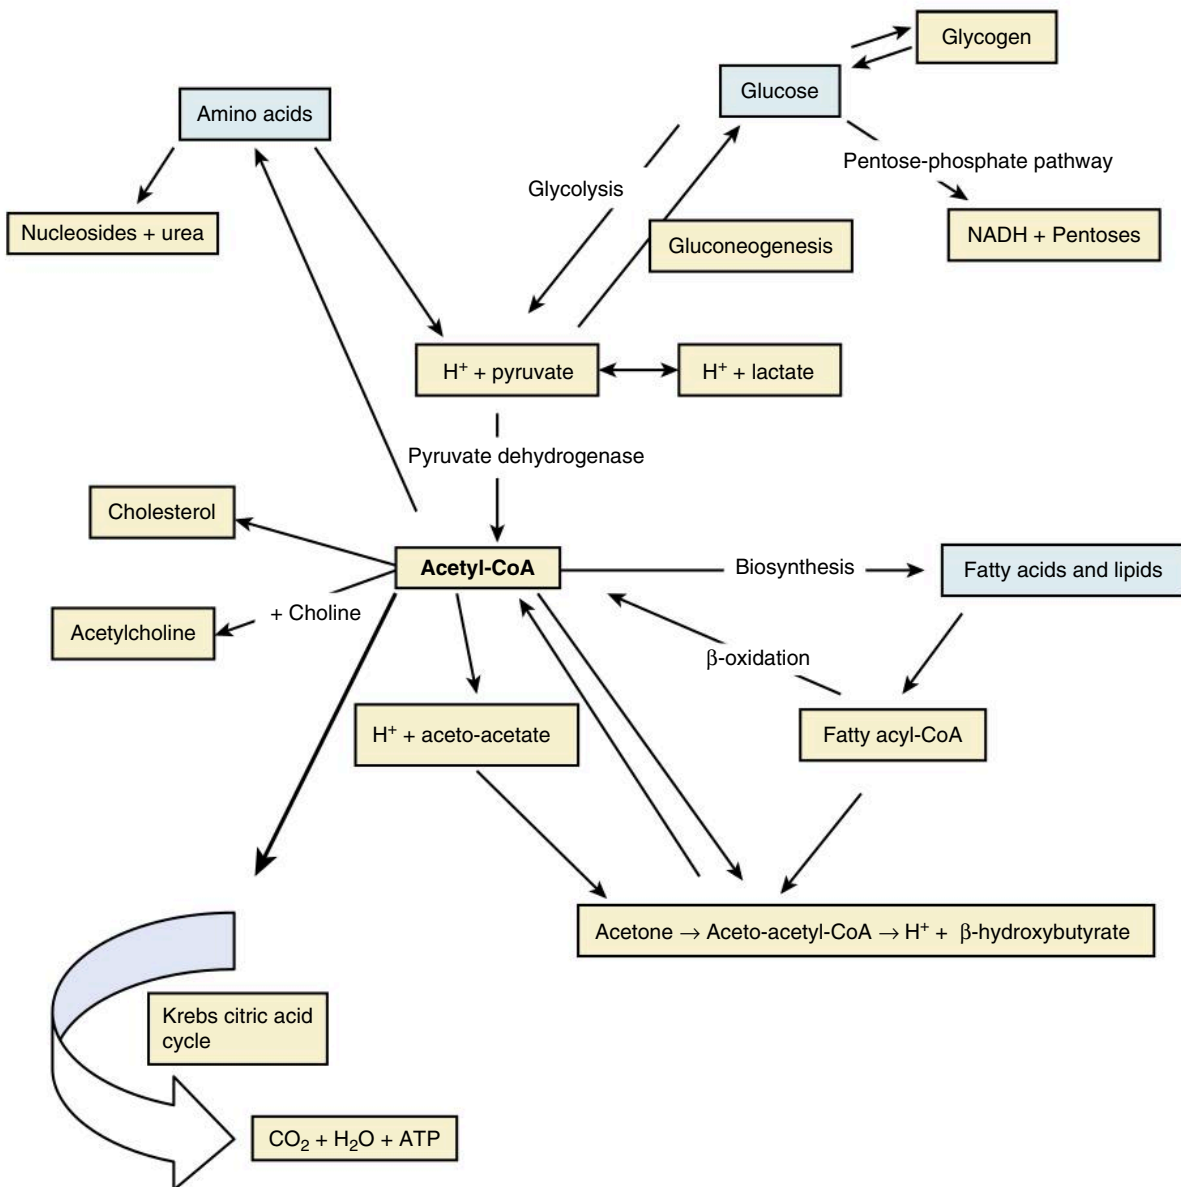 Glycogen
Glucose
Amino acids
Pentose-phosphate pathway
Glycolysis
Nucleosides + urea
NADH + Pentoses
Gluconeogenesis
H⁺ + pyruvate
H⁺ + lactate
Pyruvate dehydrogenase
Cholesterol
Acetyl-CoA
Biosynthesis
Fatty acids and lipids
+ Choline
Acetylcholine
β-oxidation
H⁺ + aceto-acetate
Fatty acyl-CoA
Acetone → Aceto-acetyl-CoA → H⁺ + β-hydroxybutyrate
Krebs citric acid
cycle
CO₂ + H₂O + ATP